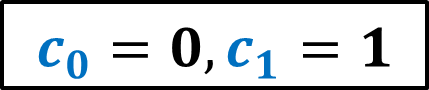 c₀ = 0, c₁ = 1